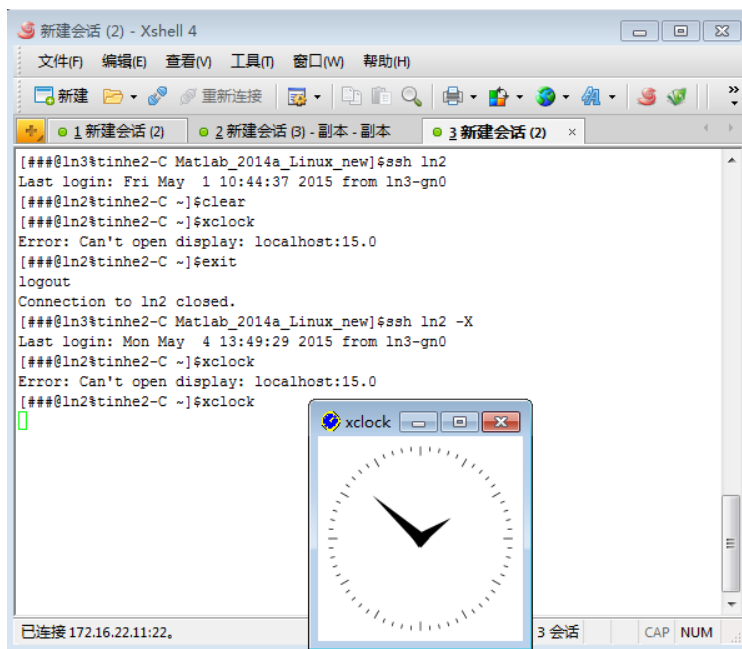 新建会话 (2) - Xshell 4
文件(F) 编辑(E) 查看(V) 工具(T) 窗口(W) 帮助(H)
新建 重新连接 »
1 新建会话 (2) 2 新建会话 (3) - 副本 - 副本 3 新建会话 (2) ×
[###@ln3%tinhe2-C Matlab_2014a_Linux_new]$ssh ln2
Last login: Fri May  1 10:44:37 2015 from ln3-gn0
[###@ln2%tinhe2-C ~]$clear
[###@ln2%tinhe2-C ~]$xclock
Error: Can't open display: localhost:15.0
[###@ln2%tinhe2-C ~]$exit
logout
Connection to ln2 closed.
[###@ln3%tinhe2-C Matlab_2014a_Linux_new]$ssh ln2 -X
Last login: Mon May  4 13:49:29 2015 from ln3-gn0
[###@ln2%tinhe2-C ~]$xclock
Error: Can't open display: localhost:15.0
[###@ln2%tinhe2-C ~]$xclock
xclock
已连接 172.16.22.11:22。 3 会话 CAP NUM